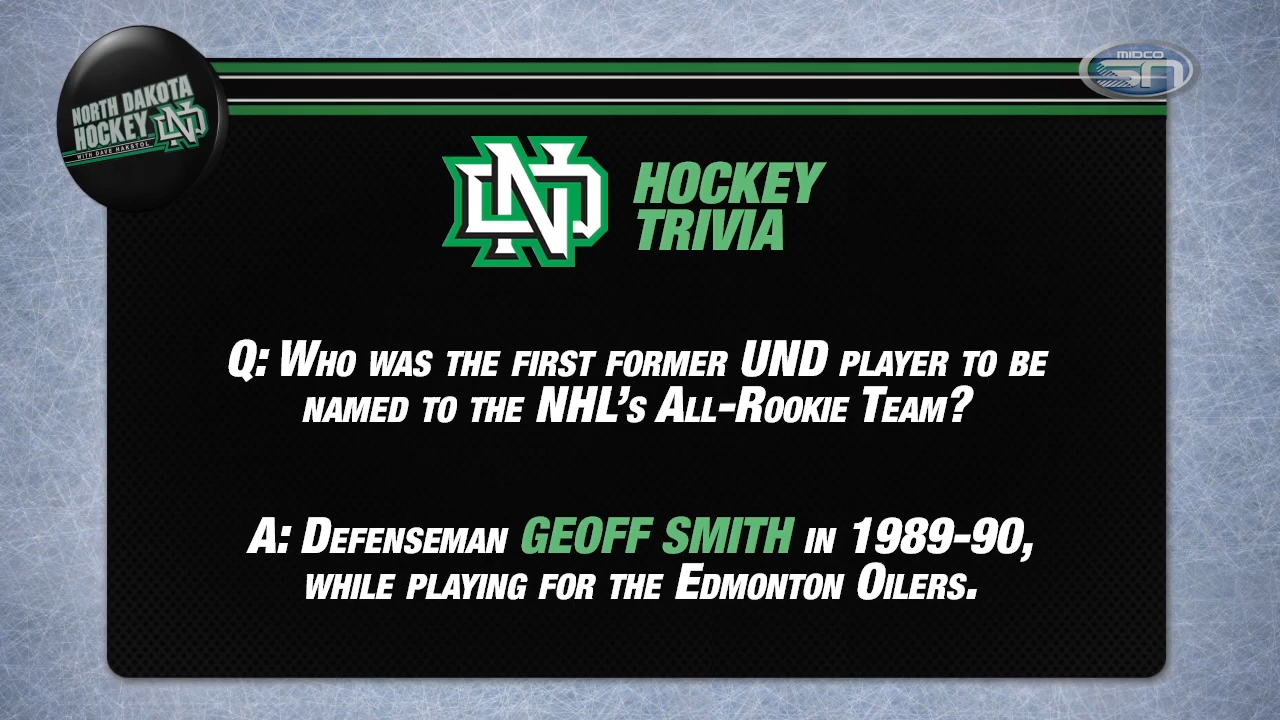 NORTH DAKOTA
HOCKEY ND
WITH DAVE HAKSTOL
MIDCO
SN
ND
HOCKEY
TRIVIA
Q: WHO WAS THE FIRST FORMER UND PLAYER TO BE
NAMED TO THE NHL'S ALL-ROOKIE TEAM?
A: DEFENSEMAN GEOFF SMITH IN 1989-90,
WHILE PLAYING FOR THE EDMONTON OILERS.